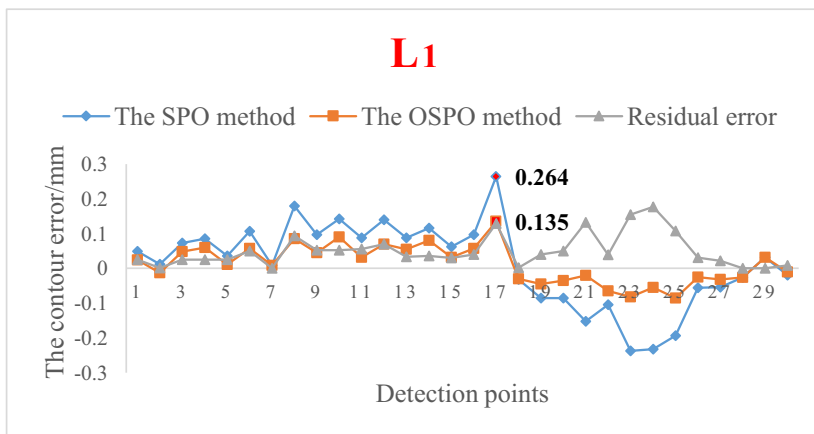 L1
The SPO method The OSPO method Residual error
The contour error/mm
0.3
0.2
0.1
0
-0.1
-0.2
-0.3
0.264
0.135
1 3 5 7 9 11 13 15 17 19 21 23 25 27 29
Detection points